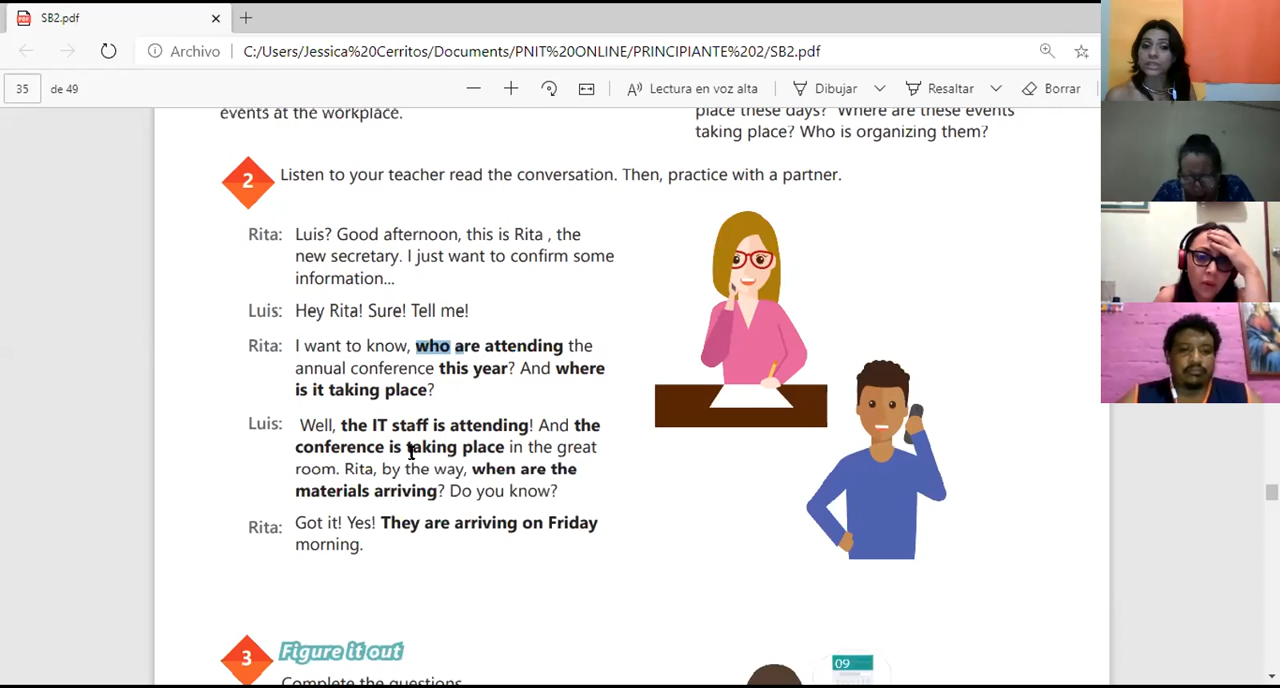 SB2.pdf
Archivo
C:/Users/Jessica%20Cerritos/Documents/PNIT%20ONLINE/PRINCIPIANTE%202/SB2.pdf
35 de 49
Lectura en voz alta
Dibujar
Resaltar
Borrar
events at the workplace.
place these days? Where are these events
taking place? Who is organizing them?
2
Listen to your teacher read the conversation. Then, practice with a partner.
Rita: Luis? Good afternoon, this is Rita , the
new secretary. I just want to confirm some
information...
Luis: Hey Rita! Sure! Tell me!
Rita: I want to know, who are attending the
annual conference this year? And where
is it taking place?
Luis: Well, the IT staff is attending! And the
conference is taking place in the great
room. Rita, by the way, when are the
materials arriving? Do you know?
Rita: Got it! Yes! They are arriving on Friday
morning.
3
Figure it out
09
Complete the questions